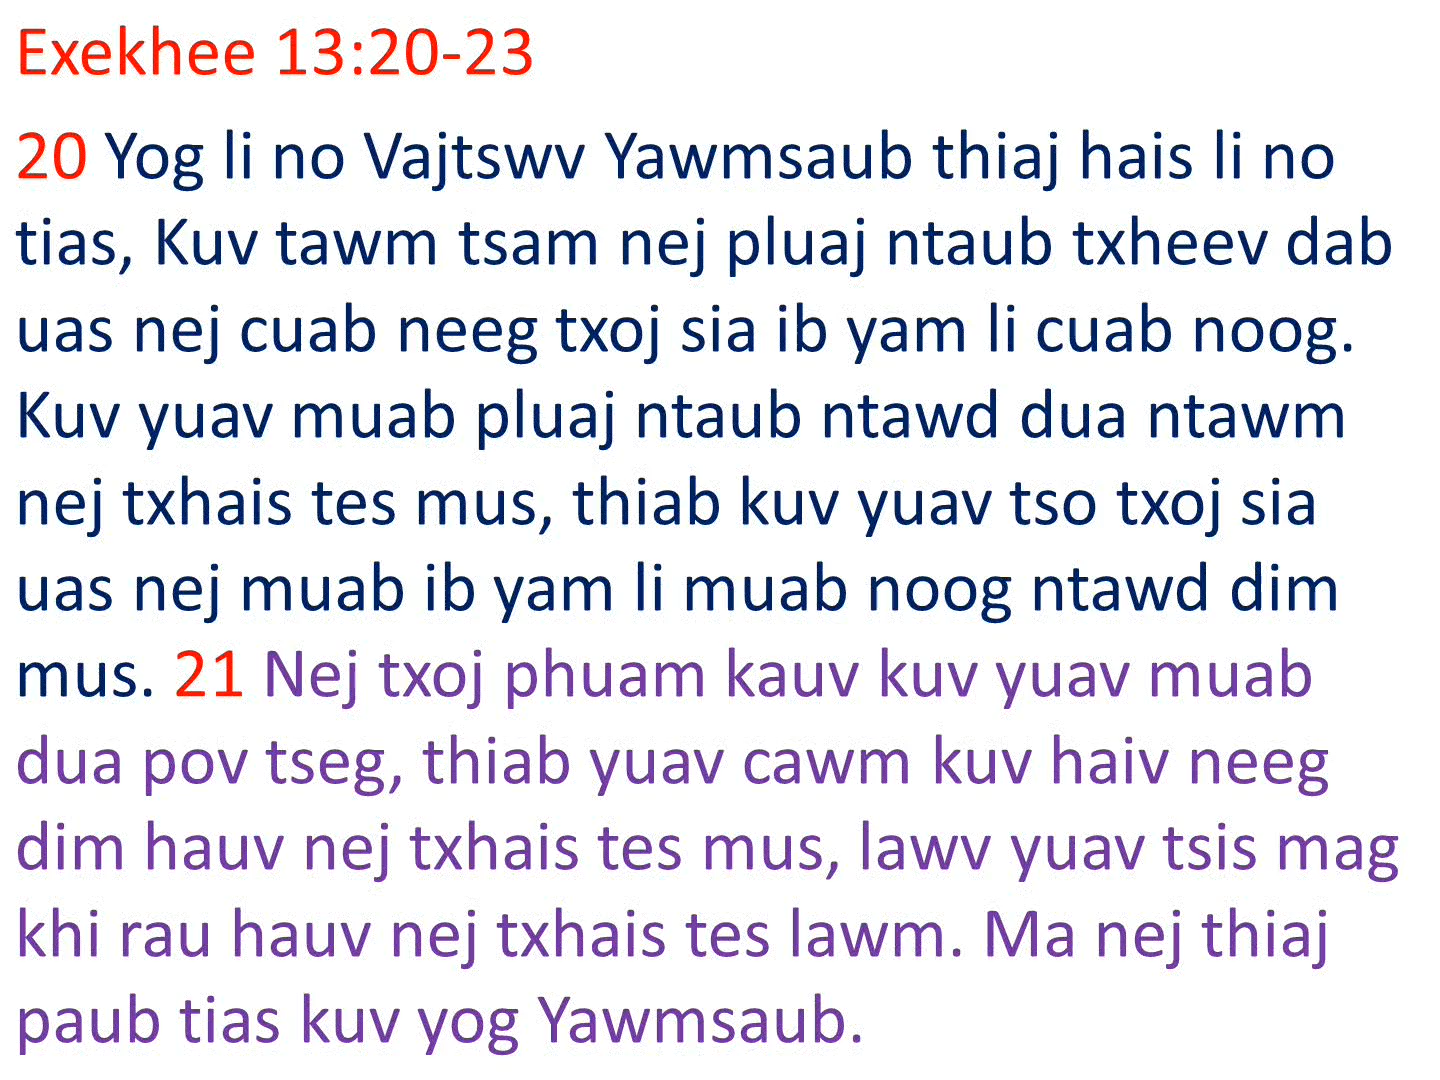 Exekhee 13:20-23
20 Yog li no Vajtswv Yawmsaub thiaj hais li no
tias, Kuv tawm tsam nej pluaj ntaub txheev dab
uas nej cuab neeg txoj sia ib yam li cuab noog.
Kuv yuav muab pluaj ntaub ntawd dua ntawm
nej txhais tes mus, thiab kuv yuav tso txoj sia
uas nej muab ib yam li muab noog ntawd dim
mus. 21 Nej txoj phuam kauv kuv yuav muab
dua pov tseg, thiab yuav cawm kuv haiv neeg
dim hauv nej txhais tes mus, lawv yuav tsis mag
khi rau hauv nej txhais tes lawm. Ma nej thiaj
paub tias kuv yog Yawmsaub.